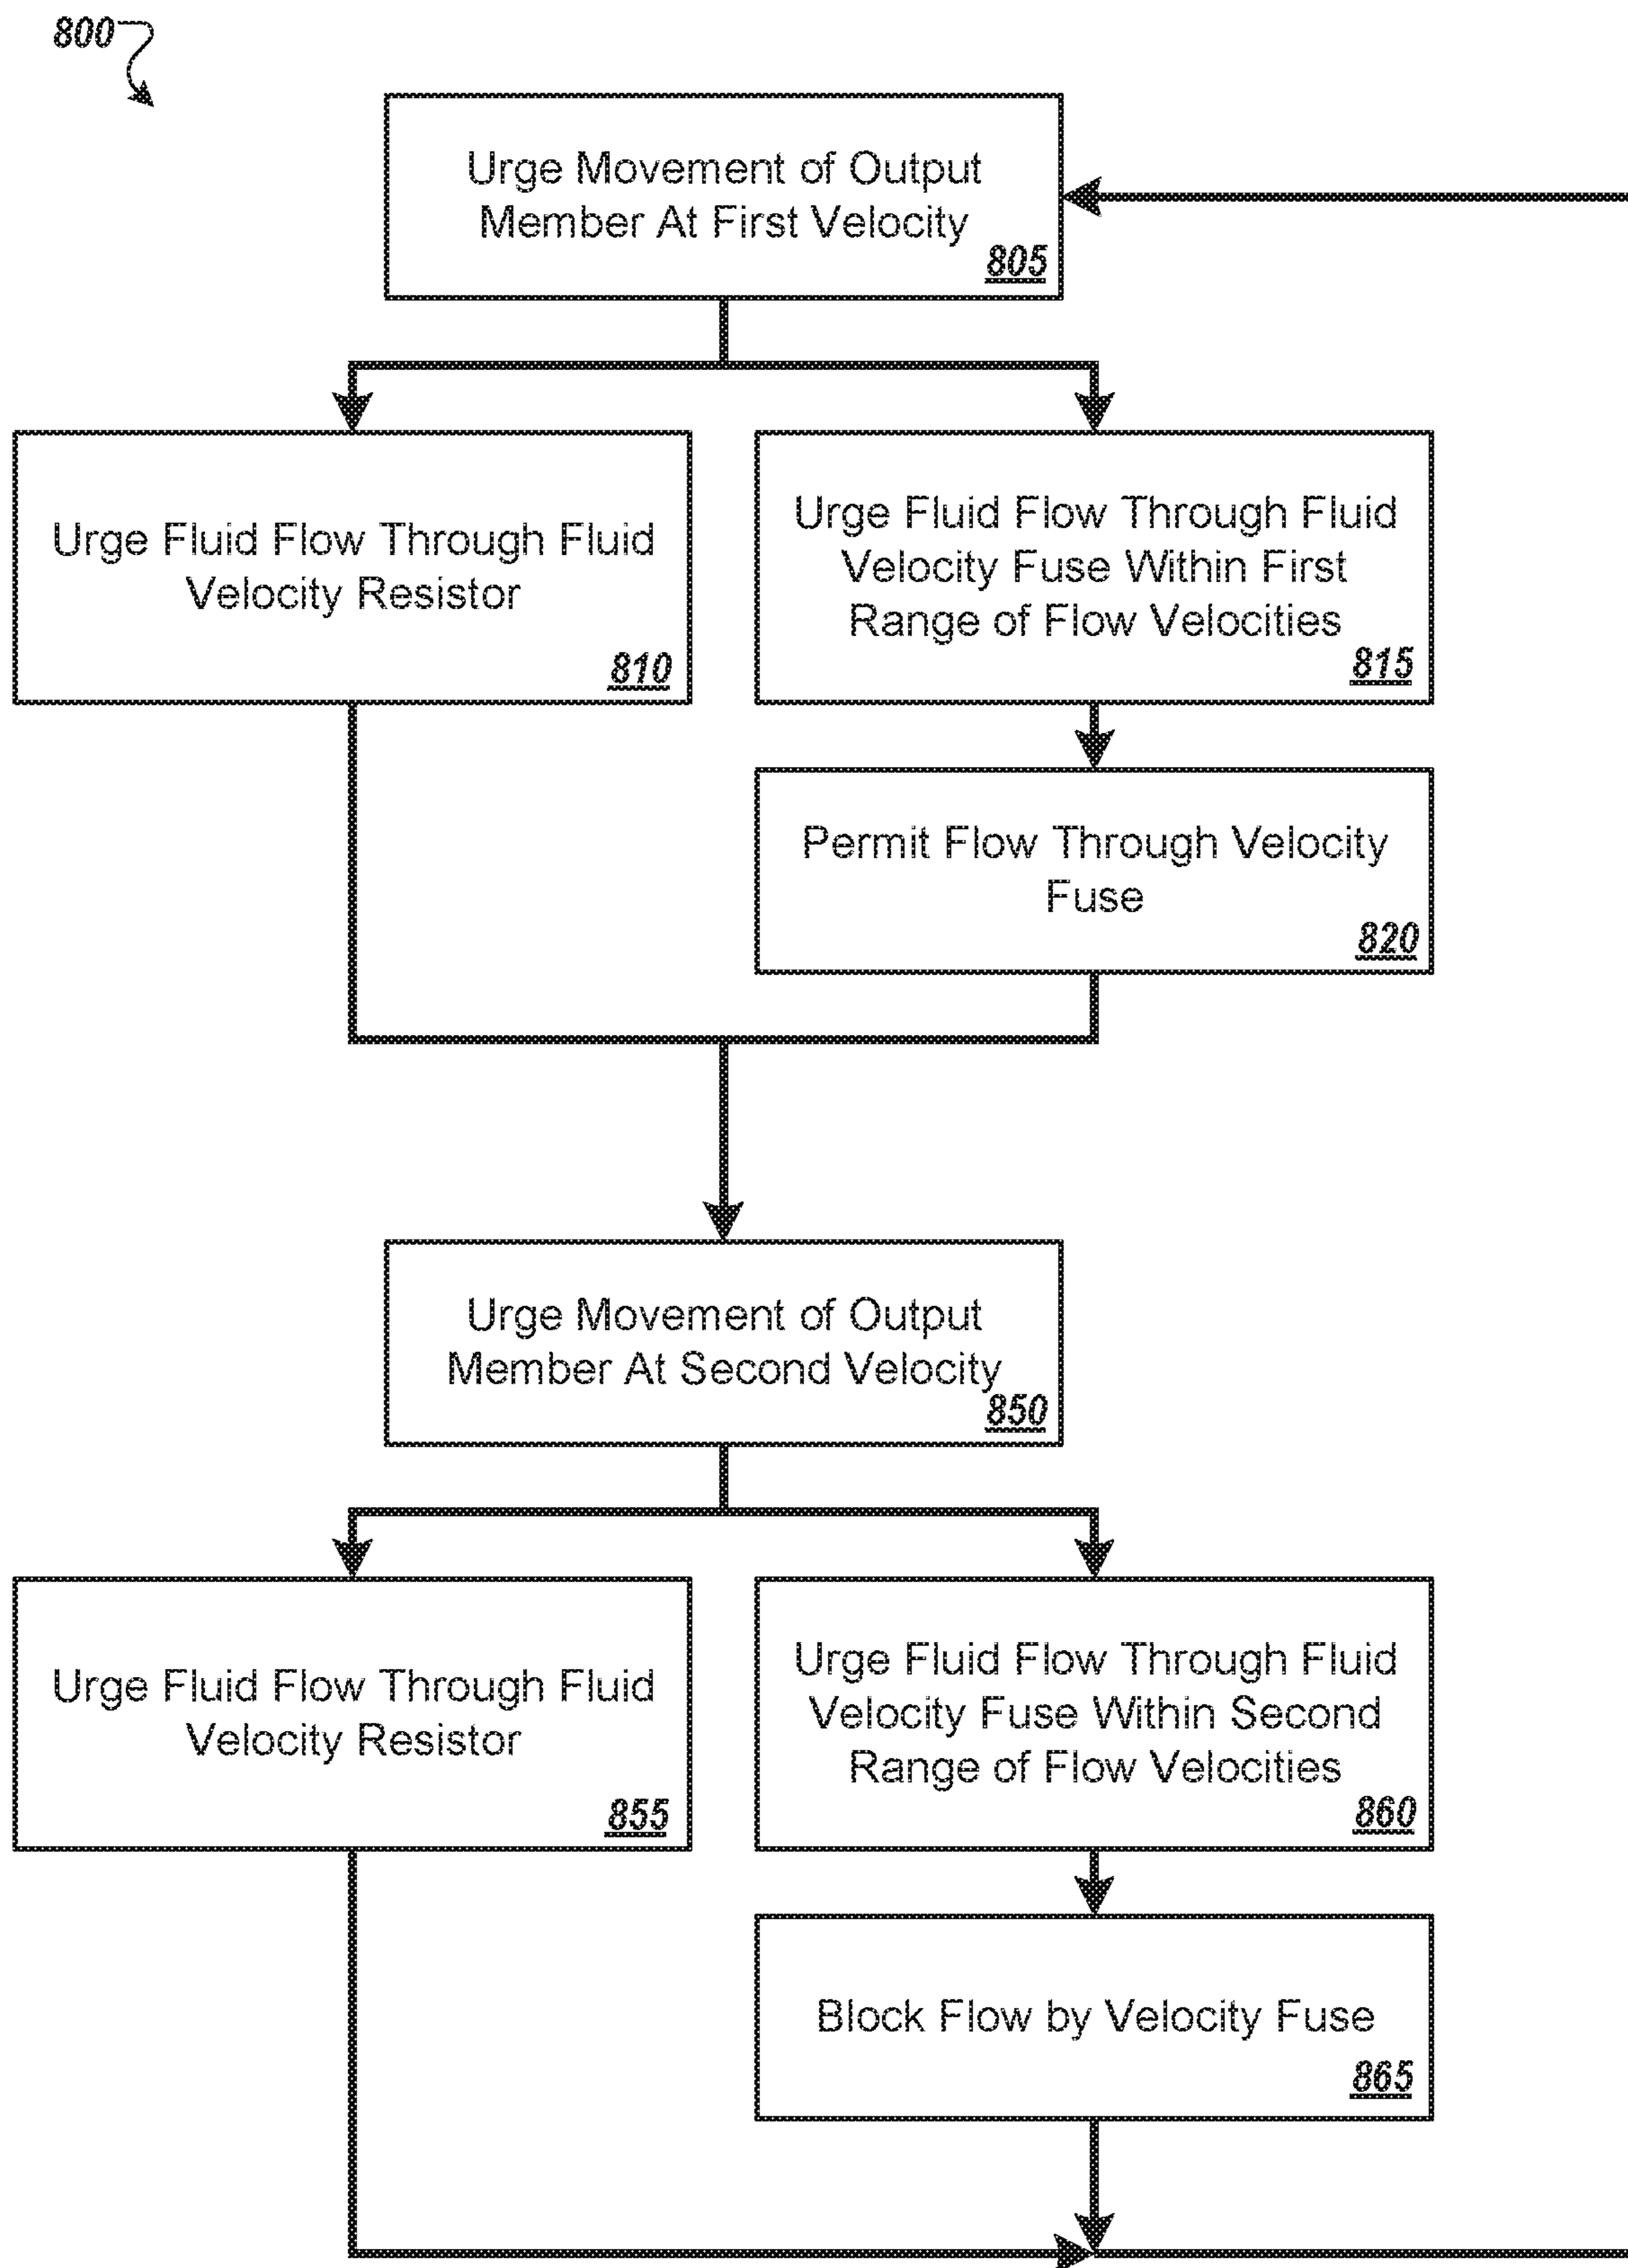 800
Urge Movement of Output
Member At First Velocity
805
Urge Fluid Flow Through Fluid
Velocity Resistor
810
Urge Fluid Flow Through Fluid
Velocity Fuse Within First
Range of Flow Velocities
815
Permit Flow Through Velocity
Fuse
820
Urge Movement of Output
Member At Second Velocity
850
Urge Fluid Flow Through Fluid
Velocity Resistor
855
Urge Fluid Flow Through Fluid
Velocity Fuse Within Second
Range of Flow Velocities
860
Block Flow by Velocity Fuse
865